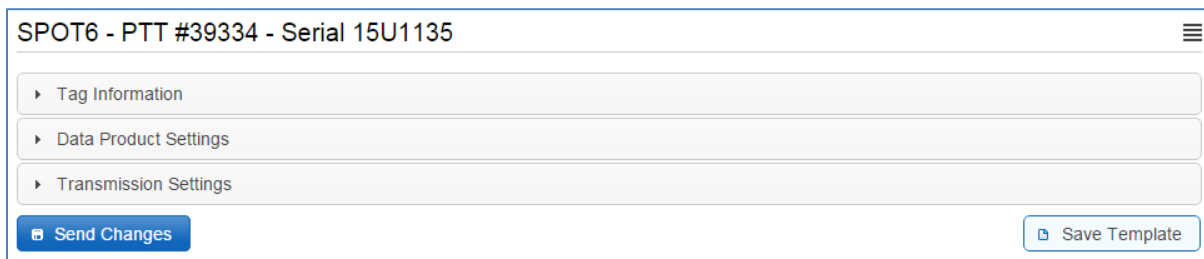 SPOT6 - PTT #39334 - Serial 15U1135
Tag Information
Data Product Settings
Transmission Settings
Send Changes
Save Template